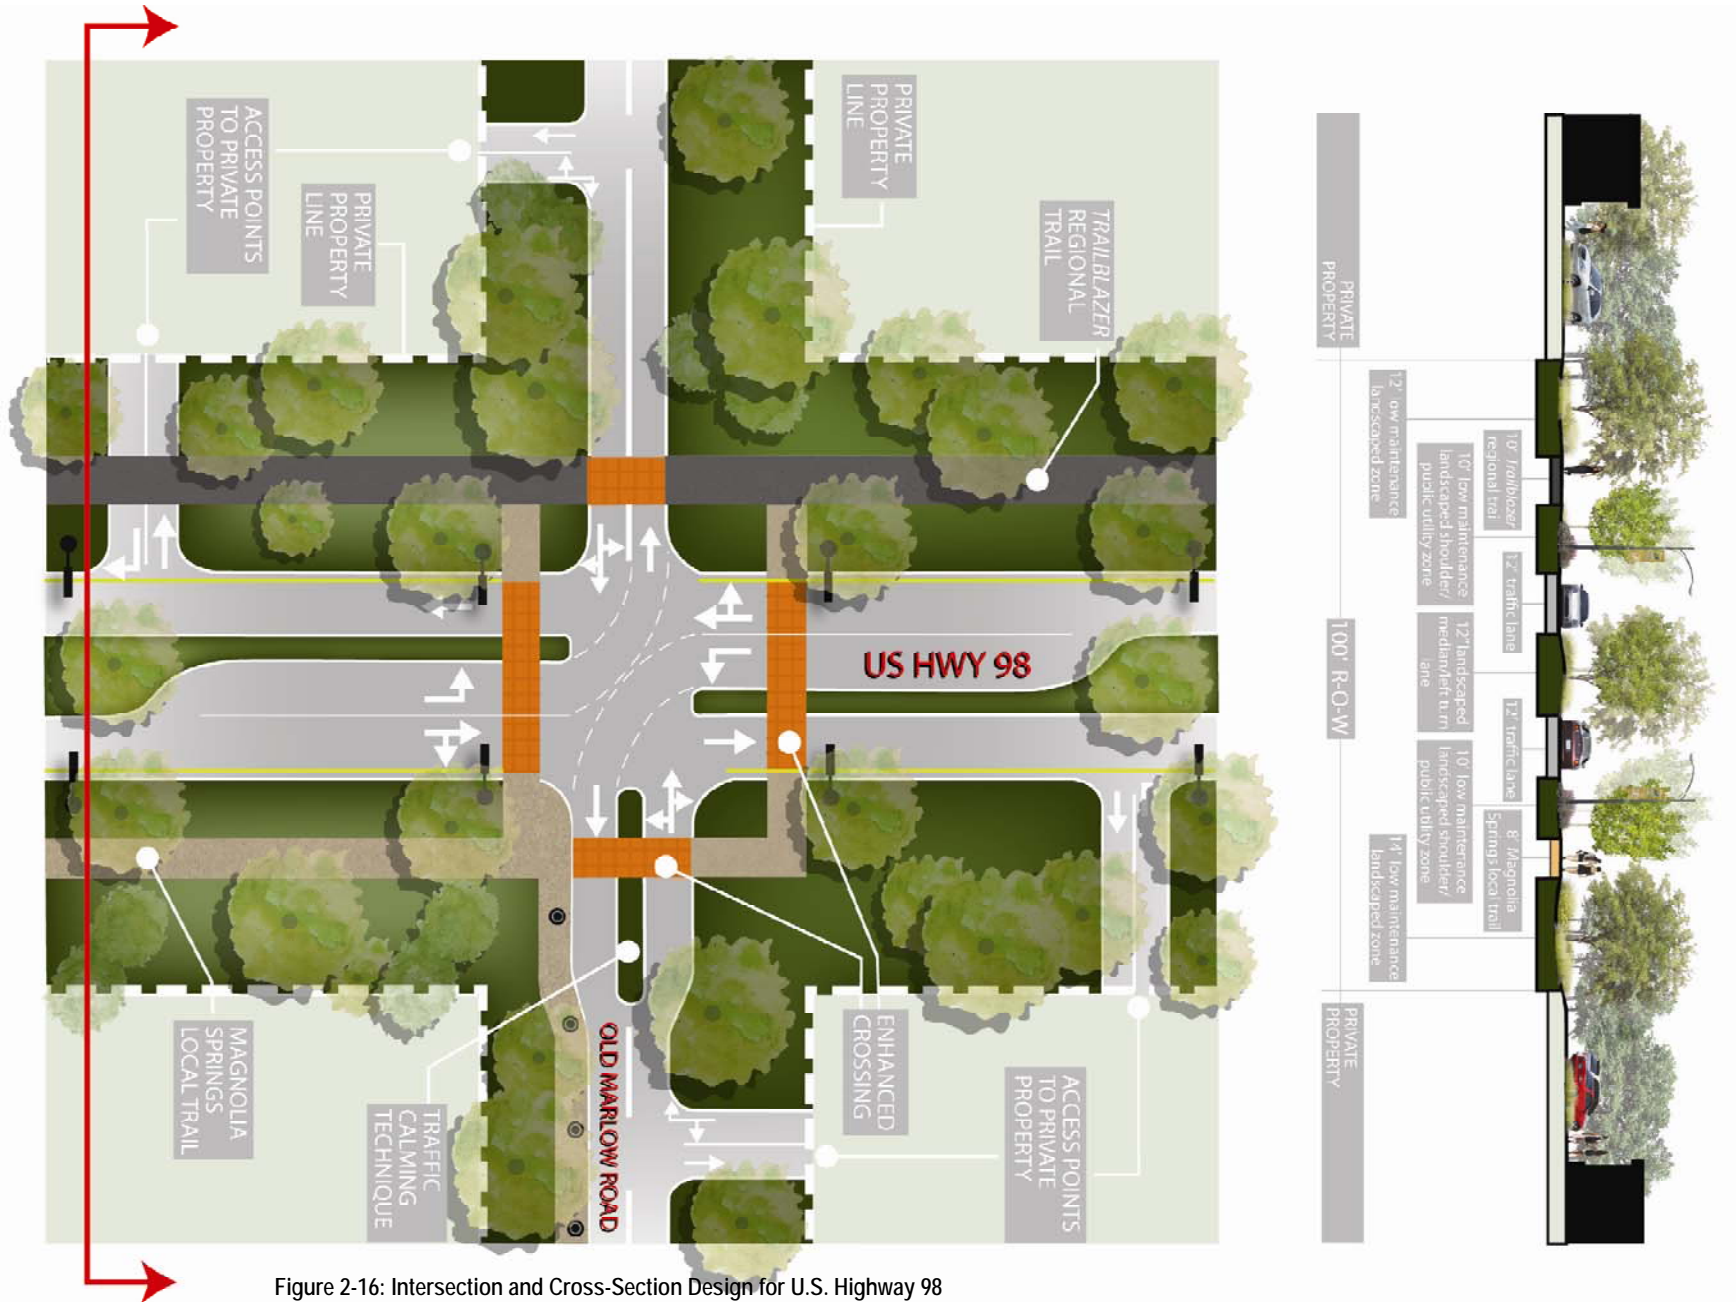 ACCESS POINTS
TO PRIVATE
PROPERTY
PRIVATE
PROPERTY
LINE
PRIVATE
PROPERTY
LINE
TRAILBLAZER
REGIONAL
TRAIL
US HWY 98
OLD MARLOW ROAD
MAGNOLIA
SPRINGS
LOCAL TRAIL
TRAFFIC
CALMING
TECHNIQUE
ENHANCED
CROSSING
ACCESS POINTS
TO PRIVATE
PROPERTY
PRIVATE
PROPERTY
12' low maintenance
landscaped zone
10' Trailblazer
regional trail
10' low maintenance
landscaped shoulder/
public utility zone
12' traffic lane
12' landscaped
median/left turn
lane
100' R-O-W
12' traffic lane
10' low maintenance
landscaped shoulder/
public utility zone
8' Magnolia
Springs local trail
14' low maintenance
landscaped zone
PRIVATE
PROPERTY
Figure 2-16: Intersection and Cross-Section Design for U.S. Highway 98